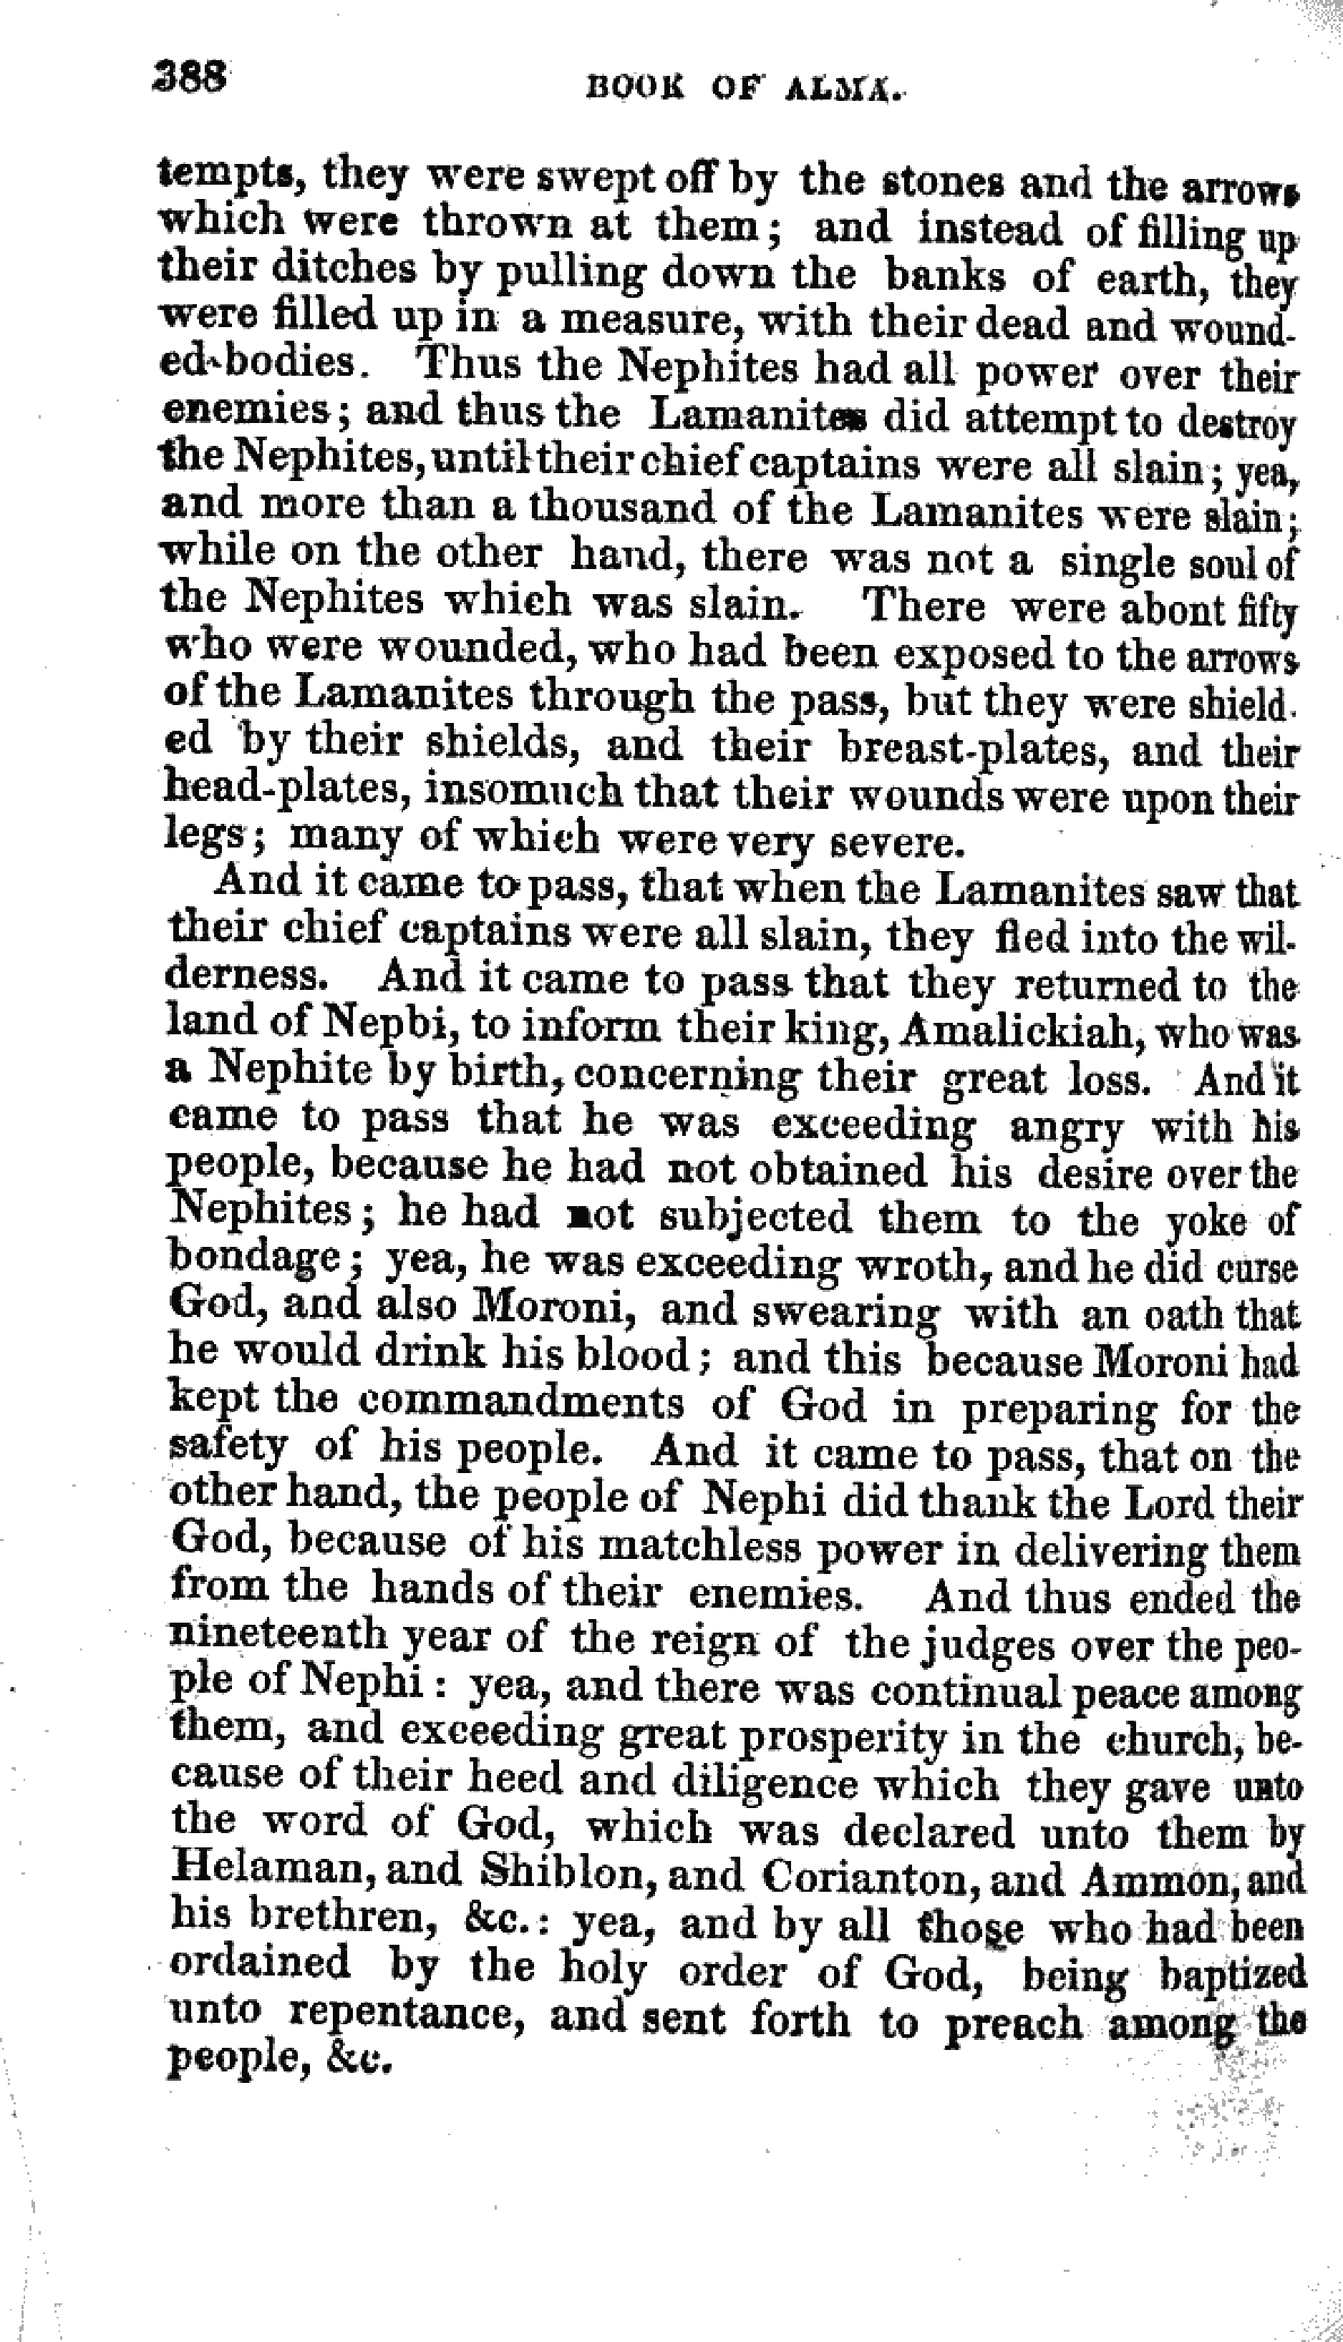 388
BOOK OF ALMA.
tempts, they were swept off by the stones and the arrows
which were thrown at them; and instead of filling up
their ditches by pulling down the banks of earth, they
were filled up in a measure, with their dead and wound-
ed bodies. Thus the Nephites had all power over their
enemies; and thus the Lamanites did attempt to destroy
the Nephites, until their chief captains were all slain; yea,
and more than a thousand of the Lamanites were slain;
while on the other hand, there was not a single soul of
the Nephites which was slain. There were abont fifty
who were wounded, who had been exposed to the arrows
of the Lamanites through the pass, but they were shield-
ed by their shields, and their breast-plates, and their
head-plates, insomuch that their wounds were upon their
legs; many of which were very severe.
And it came to pass, that when the Lamanites saw that
their chief captains were all slain, they fled into the wil-
derness. And it came to pass that they returned to the
land of Nepbi, to inform their king, Amalickiah, who was
a Nephite by birth, concerning their great loss. And it
came to pass that he was exceeding angry with his
people, because he had not obtained his desire over the
Nephites; he had not subjected them to the yoke of
bondage; yea, he was exceeding wroth, and he did curse
God, and also Moroni, and swearing with an oath that
he would drink his blood; and this because Moroni had
kept the commandments of God in preparing for the
safety of his people. And it came to pass, that on the
other hand, the people of Nephi did thank the Lord their
God, because of his matchless power in delivering them
from the hands of their enemies. And thus ended the
nineteenth year of the reign of the judges over the peo-
ple of Nephi: yea, and there was continual peace among
them, and exceeding great prosperity in the church, be-
cause of their heed and diligence which they gave unto
the word of God, which was declared unto them by
Helaman, and Shiblon, and Corianton, and Ammon, and
his brethren, &c.: yea, and by all those who had been
ordained by the holy order of God, being baptized
unto repentance, and sent forth to preach among the
people, &c.